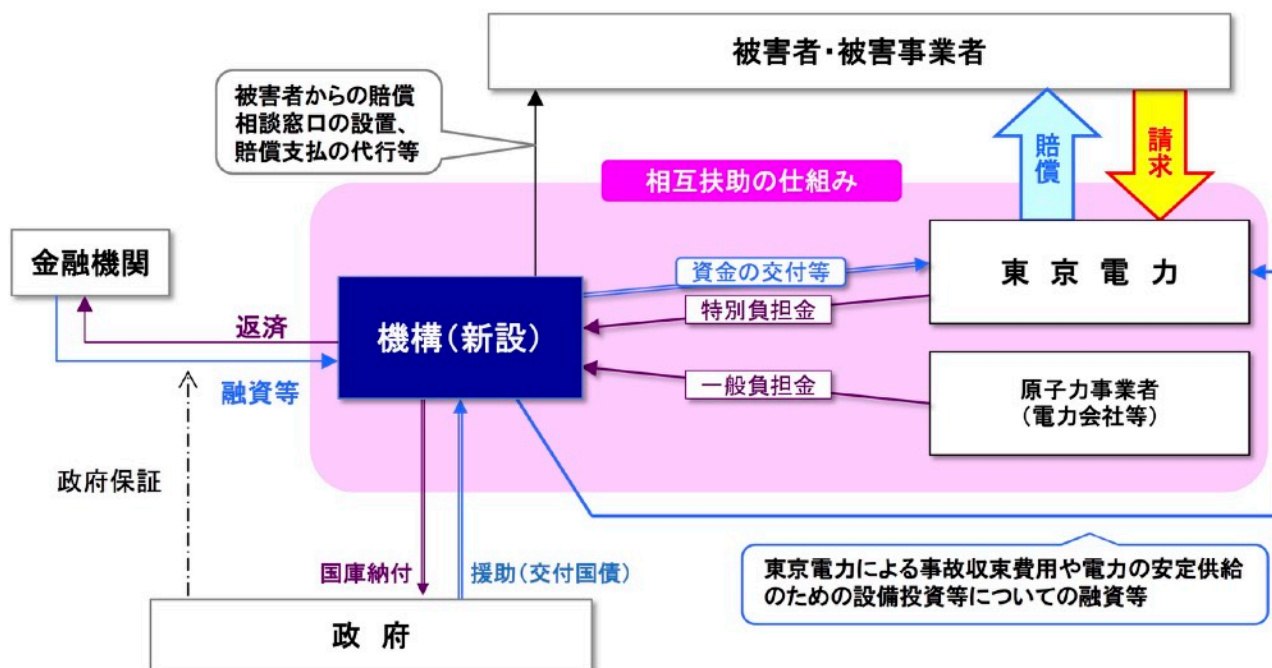 被害者・被害事業者
被害者からの賠償
相談窓口の設置、
賠償支払の代行等
賠償
請求
相互扶助の仕組み
金融機関
東 京 電 力
資金の交付等
特別負担金
機構(新設)
返済
融資等
一般負担金
原子力事業者
(電力会社等)
政府保証
国庫納付
援助(交付国債)
東京電力による事故収束費用や電力の安定供給
のための設備投資等についての融資等
政 府